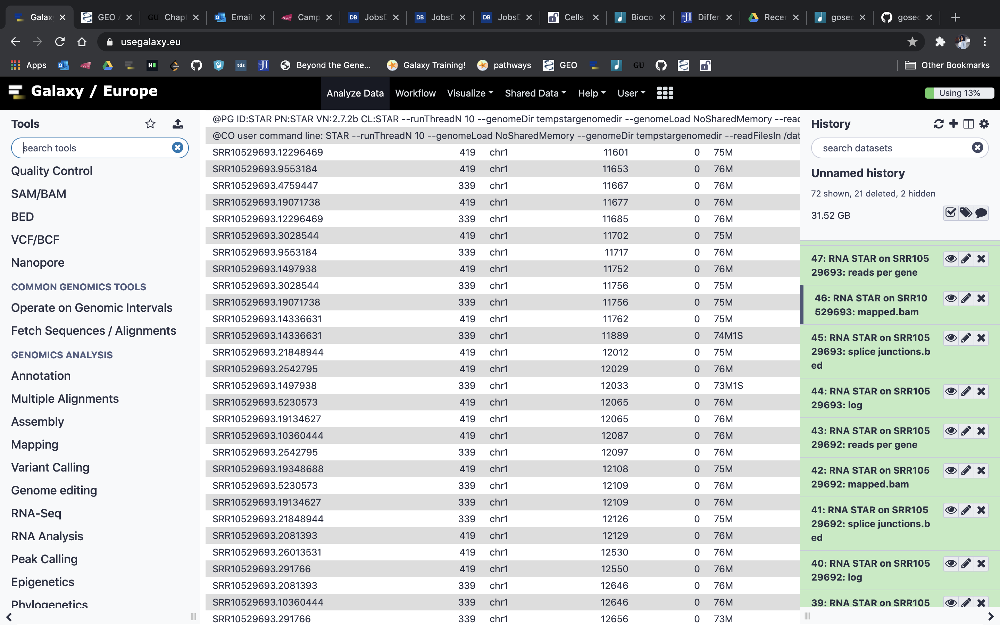 Galax GEO / GU Chapt Email Camp JobsD JobsD JobsD Cells Bioco Differ Recen gosec gosec
usegalaxy.eu
Apps HI tds JI Beyond the Gene... Galaxy Training! pathways GEO GU Other Bookmarks
Galaxy / Europe Analyze Data Workflow Visualize Shared Data Help User Using 13%
Tools
search tools
Quality Control
SAM/BAM
BED
VCF/BCF
Nanopore
COMMON GENOMICS TOOLS
Operate on Genomic Intervals
Fetch Sequences / Alignments
GENOMICS ANALYSIS
Annotation
Multiple Alignments
Assembly
Mapping
Variant Calling
Genome editing
RNA-Seq
RNA Analysis
Peak Calling
Epigenetics
Phylogenetics
@PG ID:STAR PN:STAR VN:2.7.2b CL:STAR --runThreadN 10 --genomeDir tempstargenomedir --genomeLoad NoSharedMemory --read
@CO user command line: STAR --runThreadN 10 --genomeLoad NoSharedMemory --genomeDir tempstargenomedir --readFilesIn /dat
SRR10529693.12296469 419 chr1 11601 0 75M
SRR10529693.9553184 419 chr1 11653 0 76M
SRR10529693.4759447 339 chr1 11667 0 76M
SRR10529693.19071738 419 chr1 11677 0 76M
SRR10529693.12296469 339 chr1 11685 0 76M
SRR10529693.3028544 419 chr1 11702 0 75M
SRR10529693.9553184 339 chr1 11717 0 76M
SRR10529693.1497938 419 chr1 11752 0 76M
SRR10529693.3028544 339 chr1 11756 0 75M
SRR10529693.19071738 339 chr1 11756 0 75M
SRR10529693.14336631 419 chr1 11762 0 75M
SRR10529693.14336631 339 chr1 11889 0 74M1S
SRR10529693.21848944 419 chr1 12012 0 75M
SRR10529693.2542795 419 chr1 12029 0 76M
SRR10529693.1497938 339 chr1 12033 0 73M1S
SRR10529693.5230573 419 chr1 12065 0 76M
SRR10529693.19134627 419 chr1 12065 0 76M
SRR10529693.10360444 419 chr1 12087 0 76M
SRR10529693.2542795 339 chr1 12097 0 76M
SRR10529693.19348688 419 chr1 12108 0 75M
SRR10529693.5230573 339 chr1 12109 0 76M
SRR10529693.19134627 339 chr1 12109 0 76M
SRR10529693.21848944 339 chr1 12126 0 75M
SRR10529693.2081393 419 chr1 12129 0 76M
SRR10529693.26013531 419 chr1 12530 0 76M
SRR10529693.291766 419 chr1 12550 0 76M
SRR10529693.2081393 339 chr1 12646 0 76M
SRR10529693.10360444 339 chr1 12646 0 76M
SRR10529693.291766 339 chr1 12656 0 73M
History
search datasets
Unnamed history
72 shown, 21 deleted, 2 hidden
31.52 GB
47: RNA STAR on SRR105
29693: reads per gene
46: RNA STAR on SRR10
529693: mapped.bam
45: RNA STAR on SRR105
29693: splice junctions.b
ed
44: RNA STAR on SRR105
29693: log
43: RNA STAR on SRR105
29692: reads per gene
42: RNA STAR on SRR105
29692: mapped.bam
41: RNA STAR on SRR105
29692: splice junctions.b
ed
40: RNA STAR on SRR105
29692: log
39: RNA STAR on SRR105